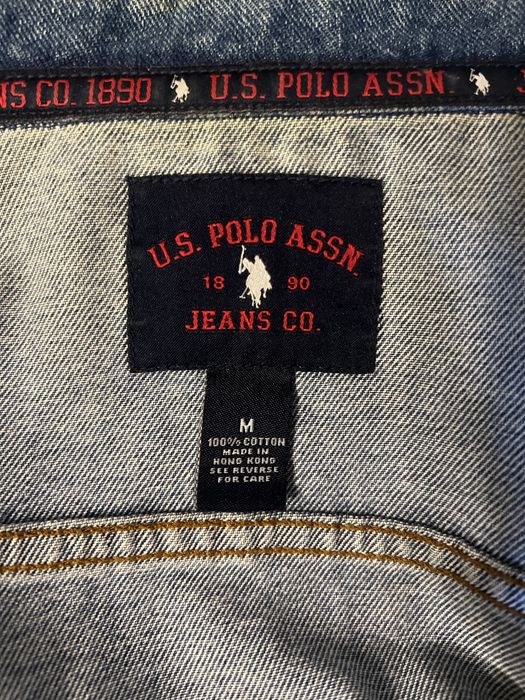 NS CO. 1890 U.S. POLO ASSN.
U.S. POLO ASSN.
18 90
JEANS CO.
M
100% COTTON
MADE IN
HONG KONG
SEE REVERSE
FOR CARE